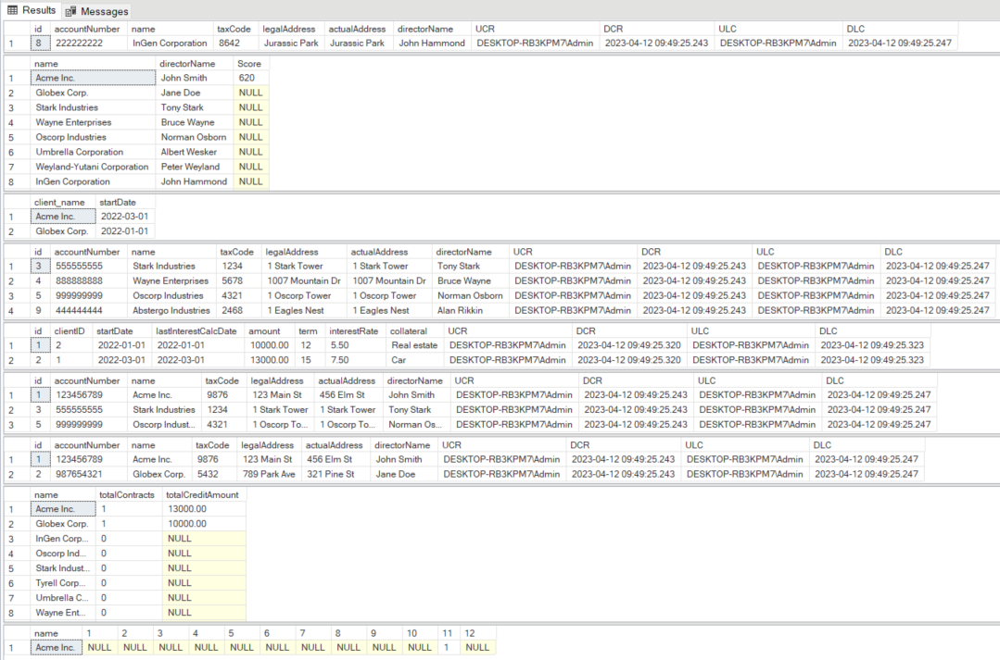 Results Messages
id accountNumber name taxCode legalAddress actualAddress directorName UCR DCR ULC DLC
1 8 222222222 InGen Corporation 8642 Jurassic Park Jurassic Park John Hammond DESKTOP-RB3KPM7\Admin 2023-04-12 09:49:25.243 DESKTOP-RB3KPM7\Admin 2023-04-12 09:49:25.247
name directorName Score
1 Acme Inc. John Smith 620
2 Globex Corp. Jane Doe NULL
3 Stark Industries Tony Stark NULL
4 Wayne Enterprises Bruce Wayne NULL
5 Oscorp Industries Norman Osborn NULL
6 Umbrella Corporation Albert Wesker NULL
7 Weyland-Yutani Corporation Peter Weyland NULL
8 InGen Corporation John Hammond NULL
client_name startDate
1 Acme Inc. 2022-03-01
2 Globex Corp. 2022-01-01
id accountNumber name taxCode legalAddress actualAddress directorName UCR DCR ULC DLC
1 3 555555555 Stark Industries 1234 1 Stark Tower 1 Stark Tower Tony Stark DESKTOP-RB3KPM7\Admin 2023-04-12 09:49:25.243 DESKTOP-RB3KPM7\Admin 2023-04-12 09:49:25.247
2 4 888888888 Wayne Enterprises 5678 1007 Mountain Dr 1007 Mountain Dr Bruce Wayne DESKTOP-RB3KPM7\Admin 2023-04-12 09:49:25.243 DESKTOP-RB3KPM7\Admin 2023-04-12 09:49:25.247
3 5 999999999 Oscorp Industries 4321 1 Oscorp Tower 1 Oscorp Tower Norman Osborn DESKTOP-RB3KPM7\Admin 2023-04-12 09:49:25.243 DESKTOP-RB3KPM7\Admin 2023-04-12 09:49:25.247
4 9 444444444 Abstergo Industries 2468 1 Eagles Nest 1 Eagles Nest Alan Rikkin DESKTOP-RB3KPM7\Admin 2023-04-12 09:49:25.243 DESKTOP-RB3KPM7\Admin 2023-04-12 09:49:25.247
id clientID startDate lastInterestCalcDate amount term interestRate collateral UCR DCR ULC DLC
1 1 2 2022-01-01 2022-01-01 10000.00 12 5.50 Real estate DESKTOP-RB3KPM7\Admin 2023-04-12 09:49:25.320 DESKTOP-RB3KPM7\Admin 2023-04-12 09:49:25.323
2 2 1 2022-03-01 2022-03-01 13000.00 15 7.50 Car DESKTOP-RB3KPM7\Admin 2023-04-12 09:49:25.320 DESKTOP-RB3KPM7\Admin 2023-04-12 09:49:25.323
id accountNumber name taxCode legalAddress actualAddress directorName UCR DCR ULC DLC
1 1 123456789 Acme Inc. 9876 123 Main St 456 Elm St John Smith DESKTOP-RB3KPM7\Admin 2023-04-12 09:49:25.243 DESKTOP-RB3KPM7\Admin 2023-04-12 09:49:25.247
2 3 555555555 Stark Industries 1234 1 Stark Tower 1 Stark Tower Tony Stark DESKTOP-RB3KPM7\Admin 2023-04-12 09:49:25.243 DESKTOP-RB3KPM7\Admin 2023-04-12 09:49:25.247
3 5 999999999 Oscorp Indust... 4321 1 Oscorp To... 1 Oscorp To... Norman Os... DESKTOP-RB3KPM7\Admin 2023-04-12 09:49:25.243 DESKTOP-RB3KPM7\Admin 2023-04-12 09:49:25.247
id accountNumber name taxCode legalAddress actualAddress directorName UCR DCR ULC DLC
1 1 123456789 Acme Inc. 9876 123 Main St 456 Elm St John Smith DESKTOP-RB3KPM7\Admin 2023-04-12 09:49:25.243 DESKTOP-RB3KPM7\Admin 2023-04-12 09:49:25.247
2 2 987654321 Globex Corp. 5432 789 Park Ave 321 Pine St Jane Doe DESKTOP-RB3KPM7\Admin 2023-04-12 09:49:25.243 DESKTOP-RB3KPM7\Admin 2023-04-12 09:49:25.247
name totalContracts totalCreditAmount
1 Acme Inc. 1 13000.00
2 Globex Corp. 1 10000.00
3 InGen Corp... 0 NULL
4 Oscorp Ind... 0 NULL
5 Stark Indust... 0 NULL
6 Tyrell Corp... 0 NULL
7 Umbrella C... 0 NULL
8 Wayne Ent... 0 NULL
name 1 2 3 4 5 6 7 8 9 10 11 12
1 Acme Inc. NULL NULL NULL NULL NULL NULL NULL NULL NULL NULL 1 NULL